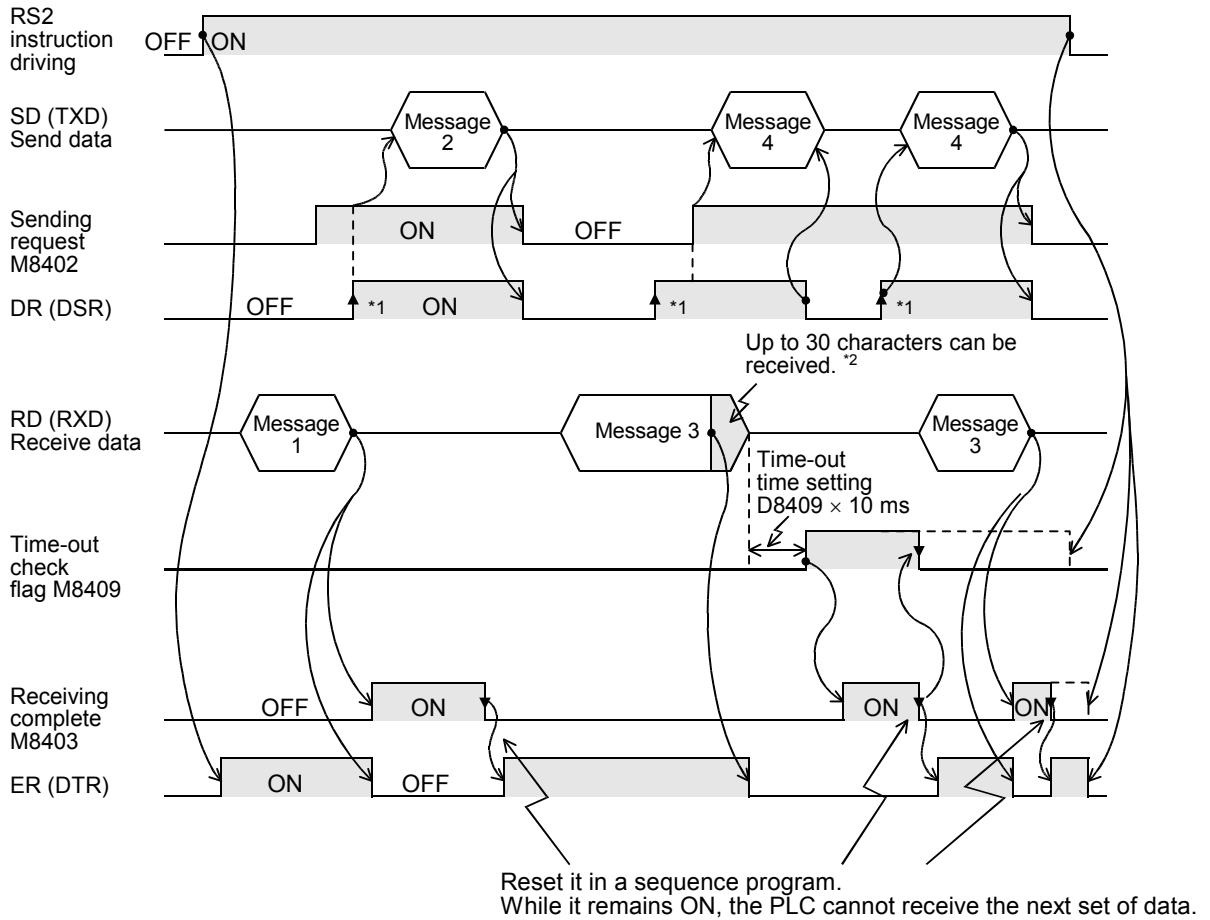 RS2
instruction
driving
OFF
ON
SD (TXD)
Send data
Message
2
Message
4
Message
4
Sending
request
M8402
ON
OFF
DR (DSR)
OFF
*1
ON
*1
*1
Up to 30 characters can be
received. *2
RD (RXD)
Receive data
Message
1
Message 3
Message
3
Time-out
time setting
D8409 × 10 ms
Time-out
check
flag M8409
Receiving
complete
M8403
OFF
ON
ON
ON
ER (DTR)
ON
OFF
Reset it in a sequence program.
While it remains ON, the PLC cannot receive the next set of data.